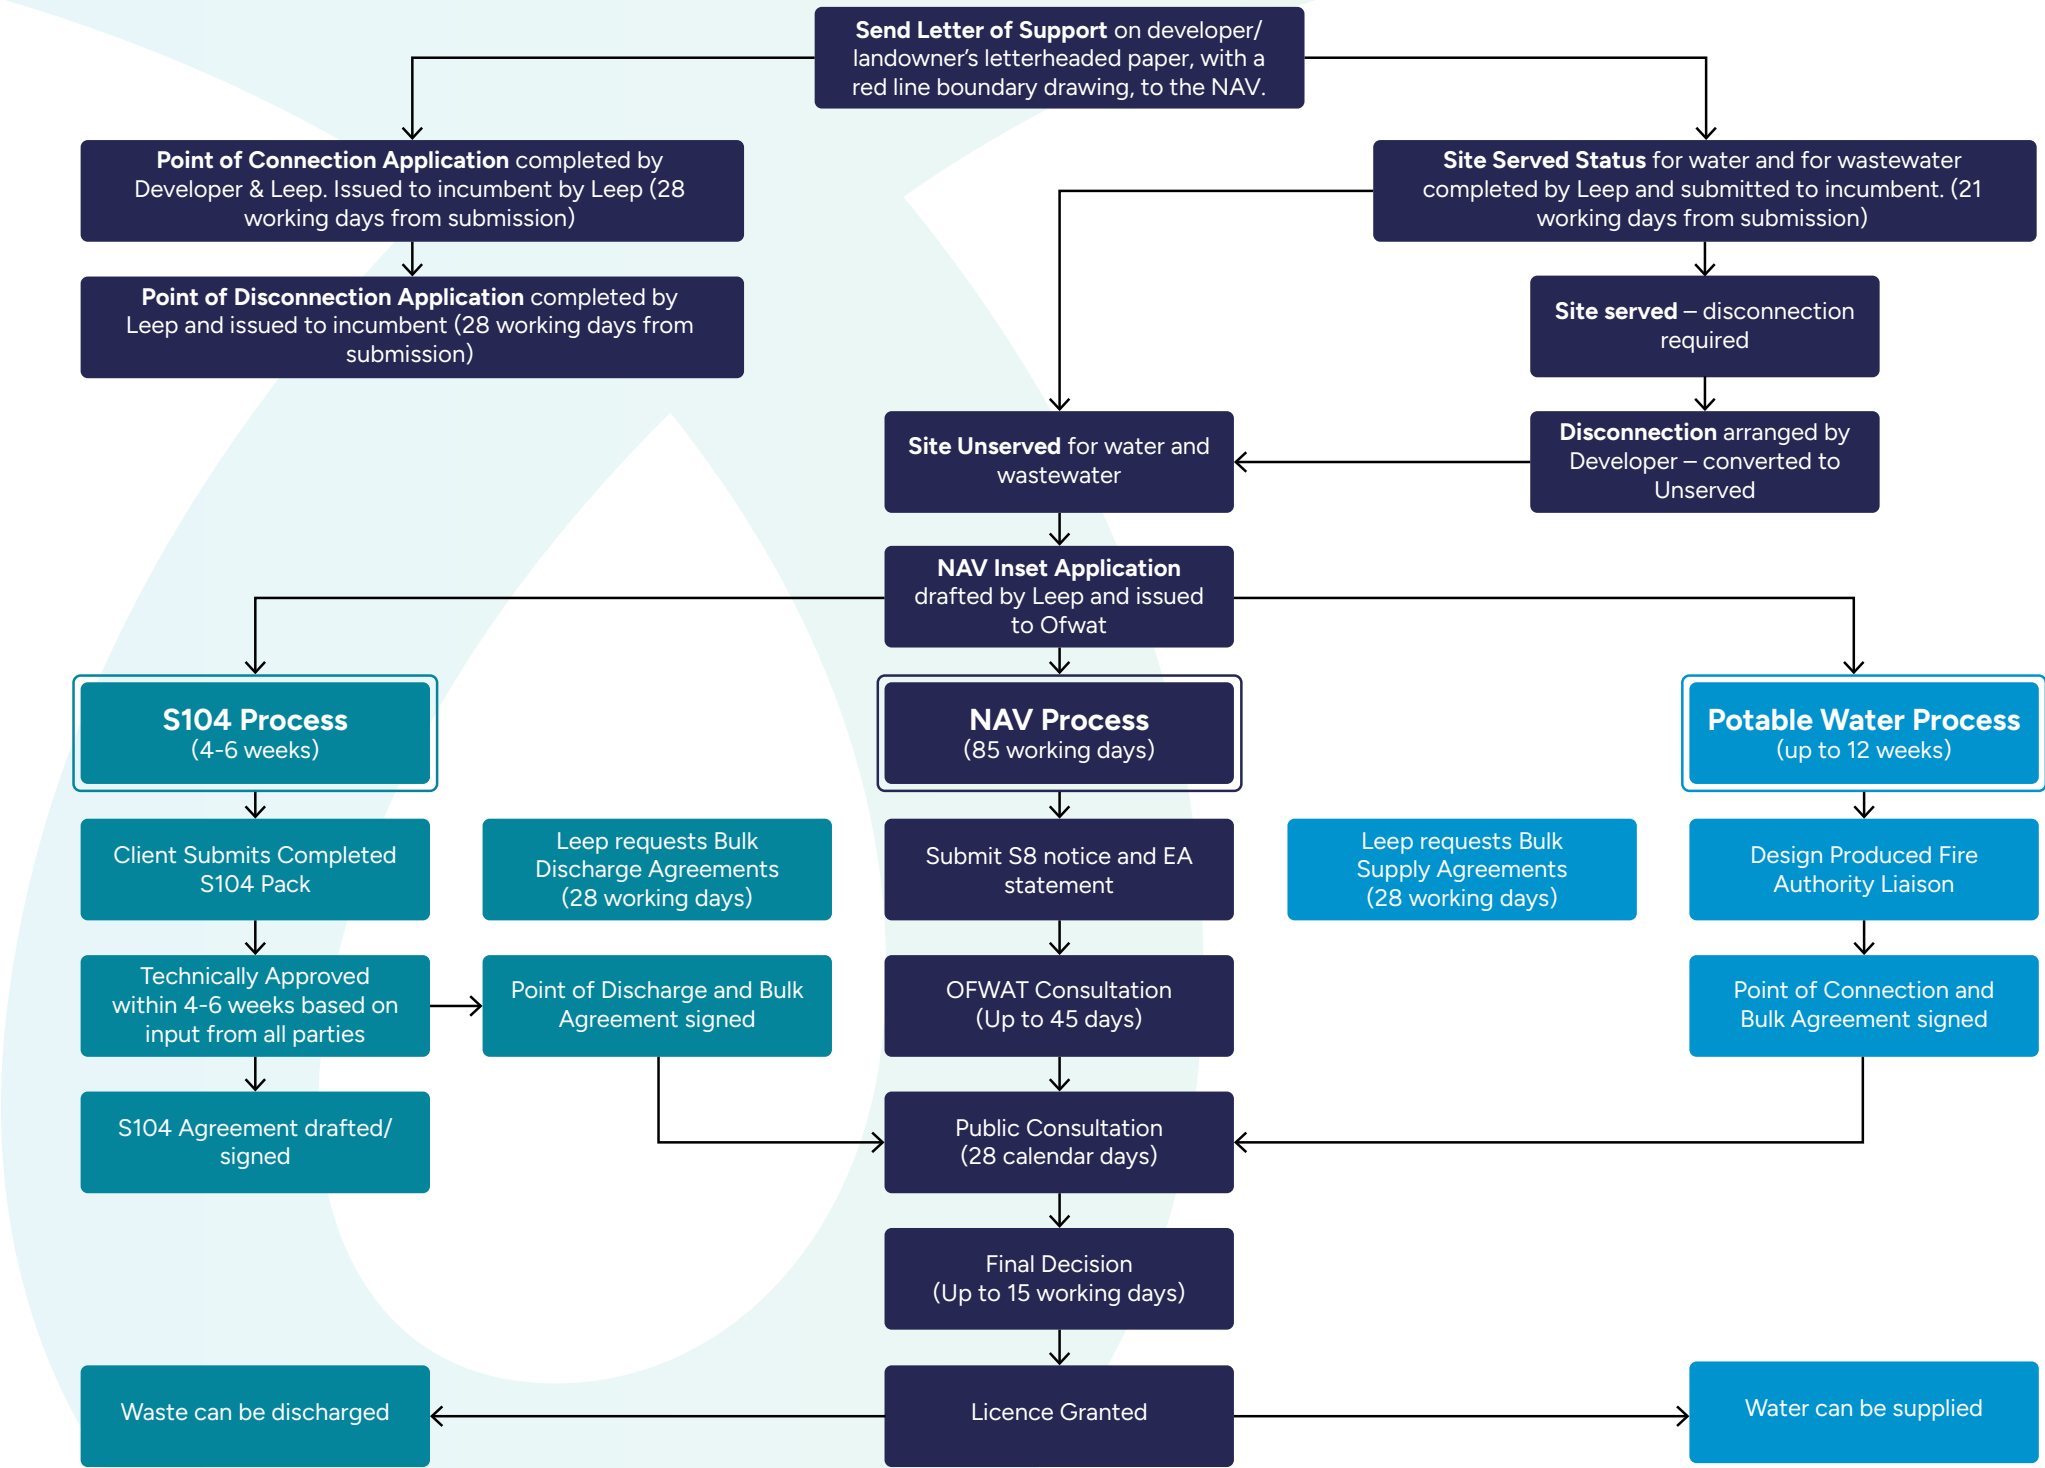 Send Letter of Support on developer/
landowner’s letterheaded paper, with a
red line boundary drawing, to the NAV.
Point of Connection Application completed by
Developer & Leep. Issued to incumbent by Leep (28
working days from submission)
Site Served Status for water and for wastewater
completed by Leep and submitted to incumbent. (21
working days from submission)
Point of Disconnection Application completed by
Leep and issued to incumbent (28 working days from
submission)
Site served – disconnection
required
Site Unserved for water and
wastewater
Disconnection arranged by
Developer – converted to
Unserved
NAV Inset Application
drafted by Leep and issued
to Ofwat
S104 Process
(4-6 weeks)
NAV Process
(85 working days)
Potable Water Process
(up to 12 weeks)
Client Submits Completed
S104 Pack
Leep requests Bulk
Discharge Agreements
(28 working days)
Submit S8 notice and EA
statement
Leep requests Bulk
Supply Agreements
(28 working days)
Design Produced Fire
Authority Liaison
Technically Approved
within 4-6 weeks based on
input from all parties
Point of Discharge and Bulk
Agreement signed
OFWAT Consultation
(Up to 45 days)
Point of Connection and
Bulk Agreement signed
S104 Agreement drafted/
signed
Public Consultation
(28 calendar days)
Final Decision
(Up to 15 working days)
Waste can be discharged
Licence Granted
Water can be supplied